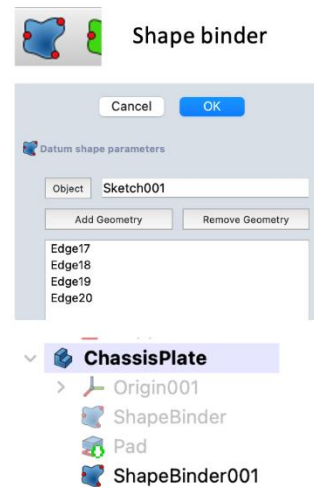 Shape binder
Cancel OK
Datum shape parameters
Object Sketch001
Add Geometry Remove Geometry
Edge17
Edge18
Edge19
Edge20
ChassisPlate
Origin001
ShapeBinder
Pad
ShapeBinder001